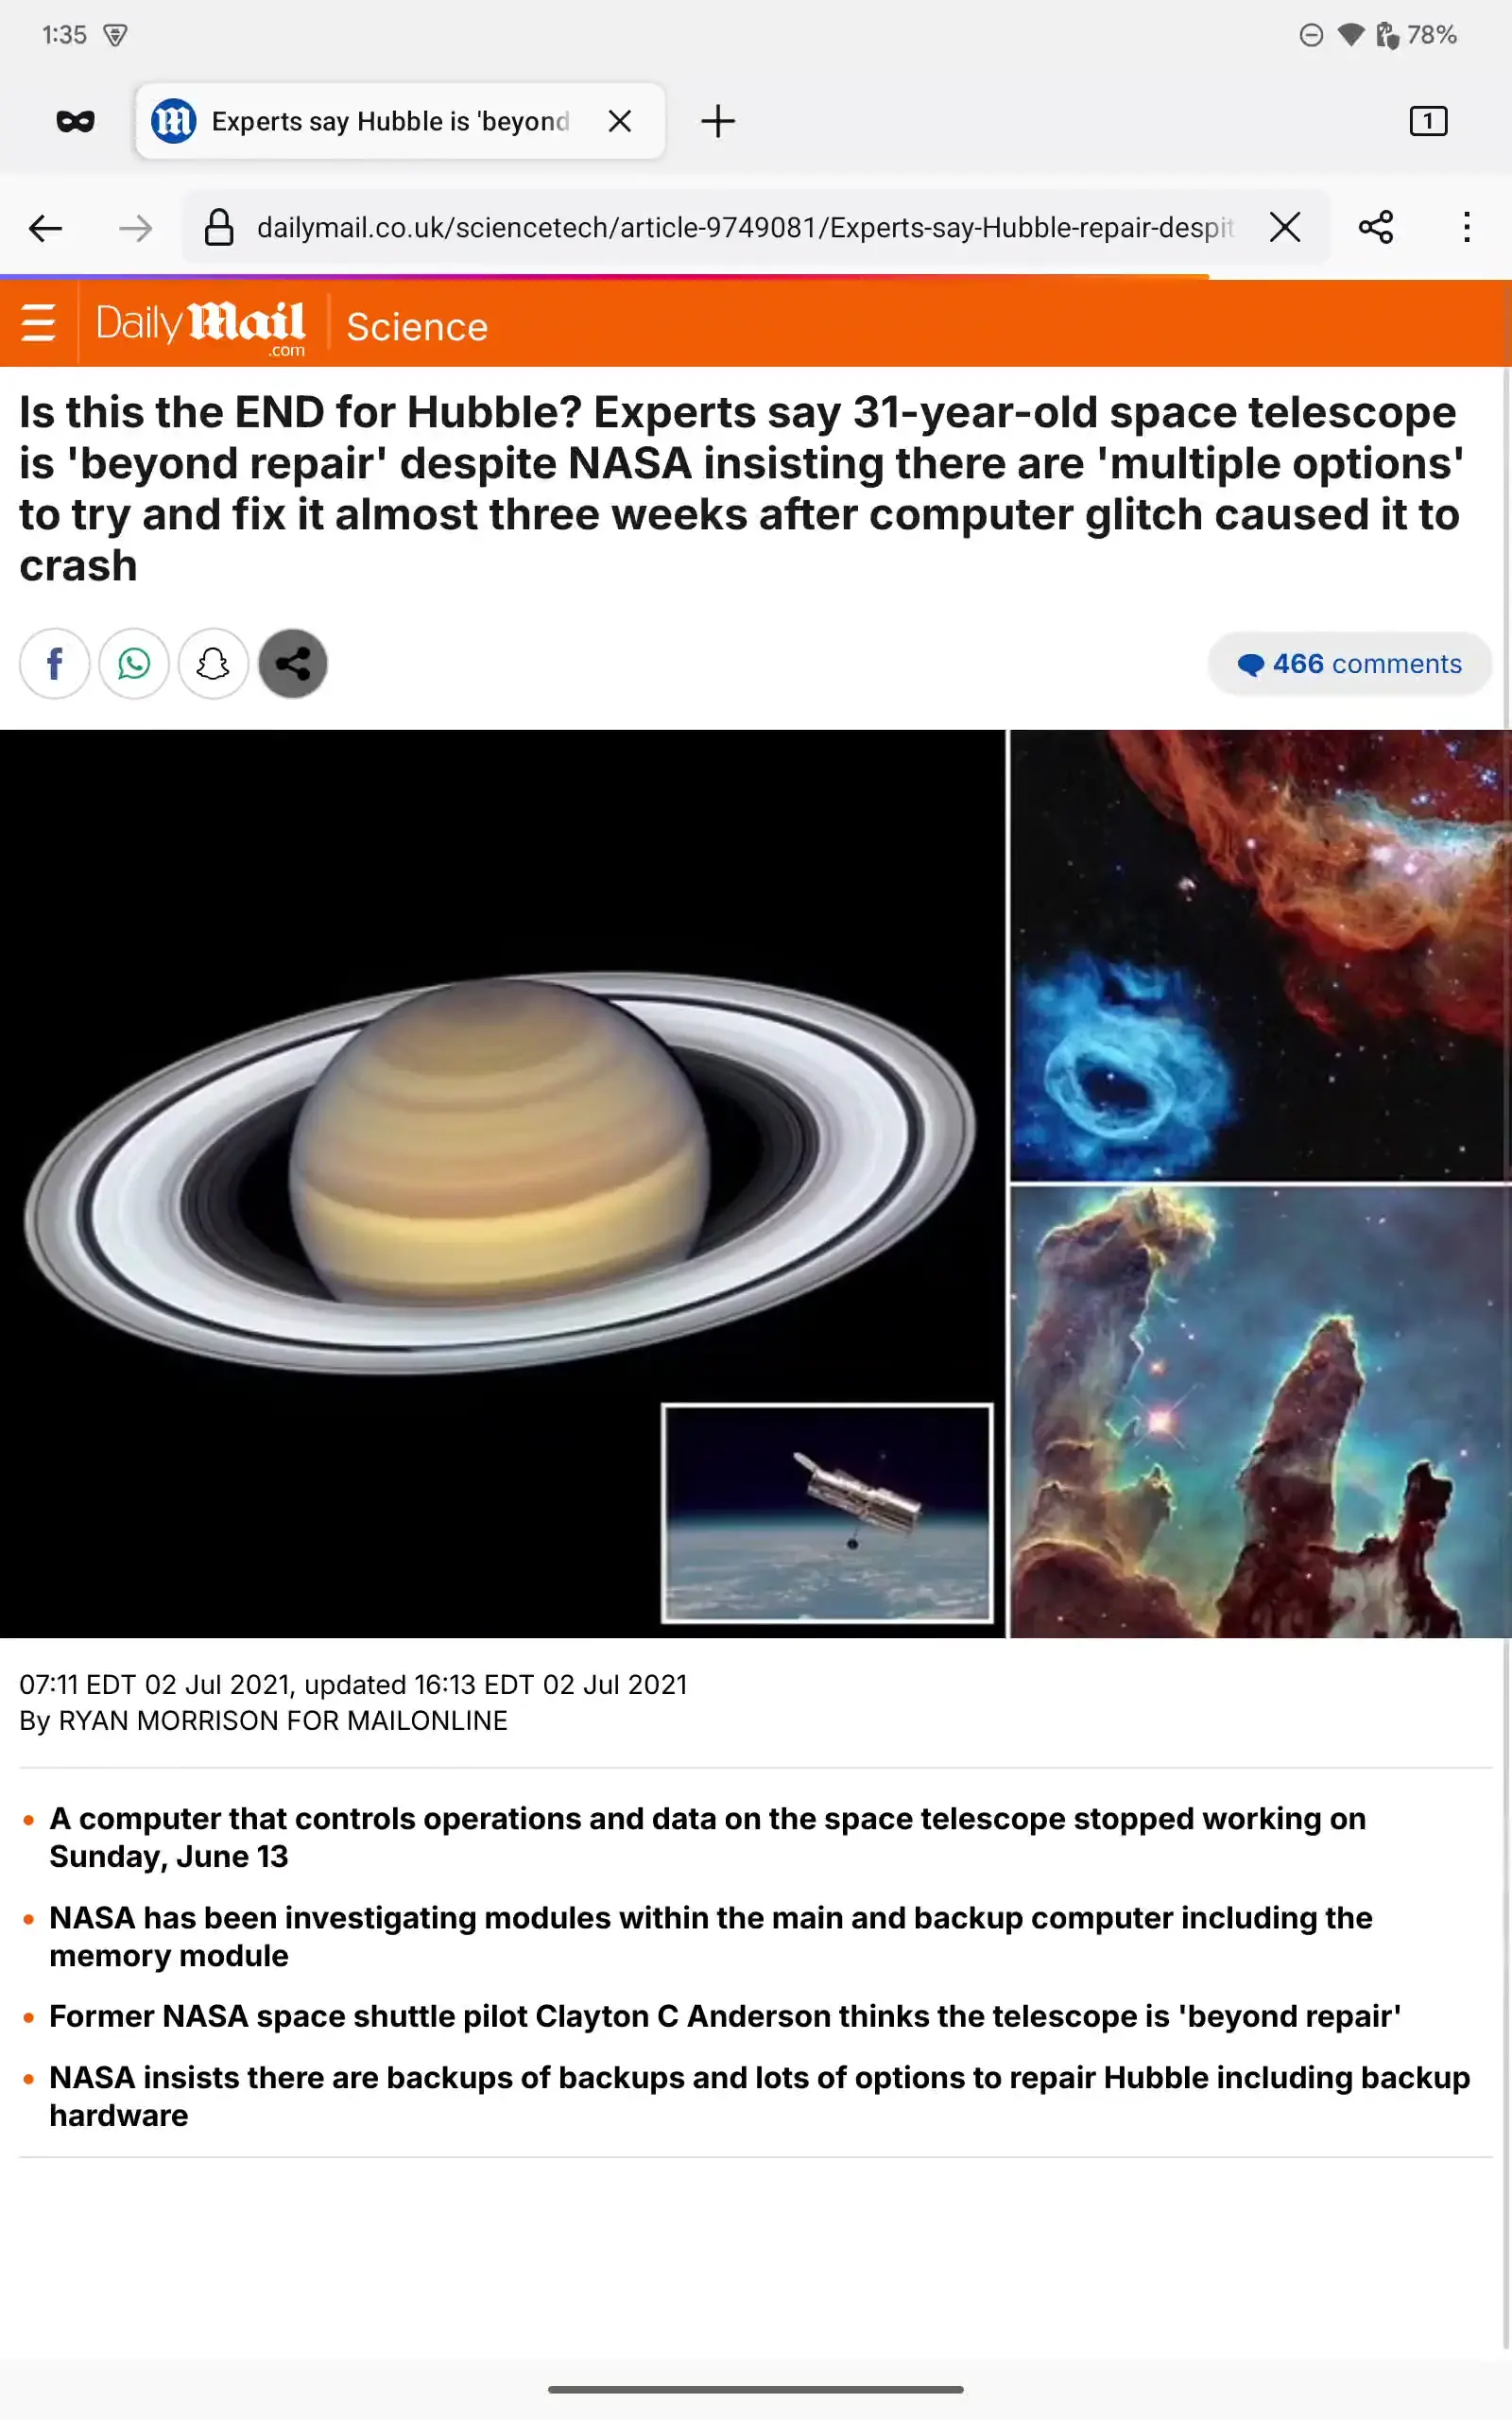 1:35
78%
Experts say Hubble is 'beyond
1
dailymail.co.uk/sciencetech/article-9749081/Experts-say-Hubble-repair-despit
Daily Mail
.com
Science
Is this the END for Hubble? Experts say 31-year-old space telescope
is 'beyond repair' despite NASA insisting there are 'multiple options'
to try and fix it almost three weeks after computer glitch caused it to
crash
466 comments
07:11 EDT 02 Jul 2021, updated 16:13 EDT 02 Jul 2021
By RYAN MORRISON FOR MAILONLINE
• A computer that controls operations and data on the space telescope stopped working on
Sunday, June 13
• NASA has been investigating modules within the main and backup computer including the
memory module
• Former NASA space shuttle pilot Clayton C Anderson thinks the telescope is 'beyond repair'
• NASA insists there are backups of backups and lots of options to repair Hubble including backup
hardware